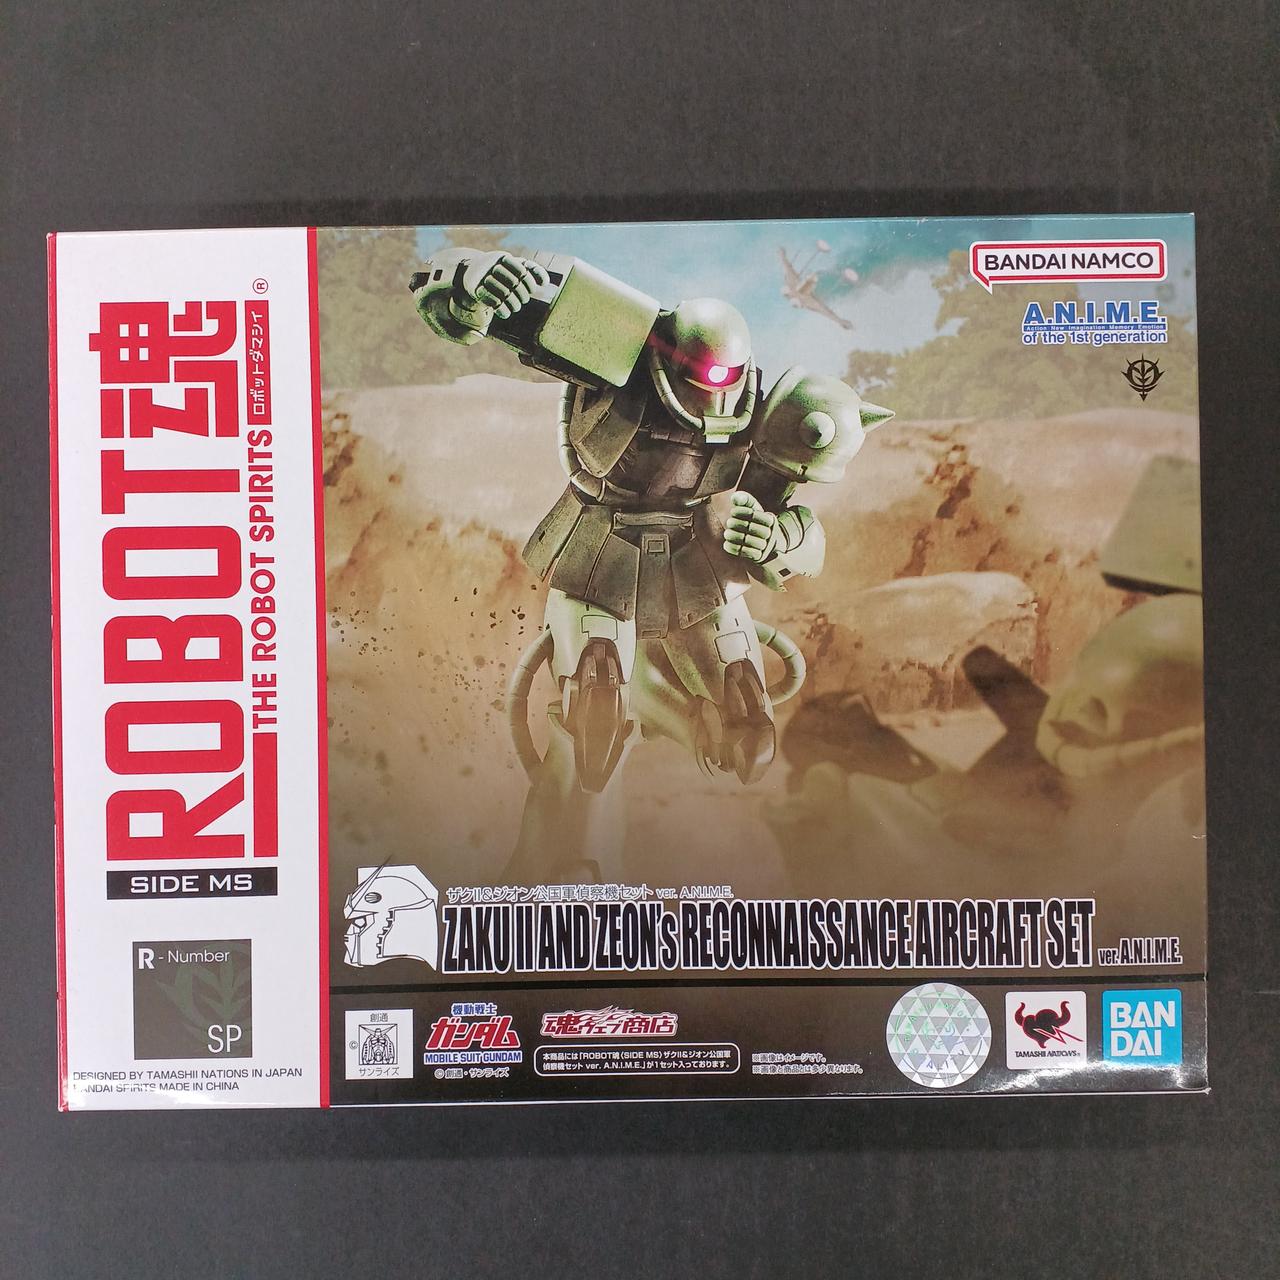 ROBOT魂
ロボットダマシイ
®
THE ROBOT SPIRITS
SIDE MS
R-Number
SP
DESIGNED BY TAMASHII NATIONS IN JAPAN
BANDAI SPIRITS MADE IN CHINA
BANDAI NAMCO
A.N.I.M.E.
Action New Imagination Memory Emotion
of the 1st generation
ザクII&ジオン公国軍偵察機セット ver. A.N.I.M.E.
ZAKU II AND ZEON's RECONNAISSANCE AIRCRAFT SET ver. A.N.I.M.E.
©
創通
サンライズ
機動戦士
ガンダム
MOBILE SUIT GUNDAM
©創通・サンライズ
魂ウェブ商店
本商品には「ROBOT魂〈SIDE MS〉ザクII&ジオン公国軍
偵察機セット ver. A.N.I.M.E.」が1セット入っております。
※画像はイメージです。
※画像と商品とは多少異なります。
TAMASHII NATIONS
BAN
DAI